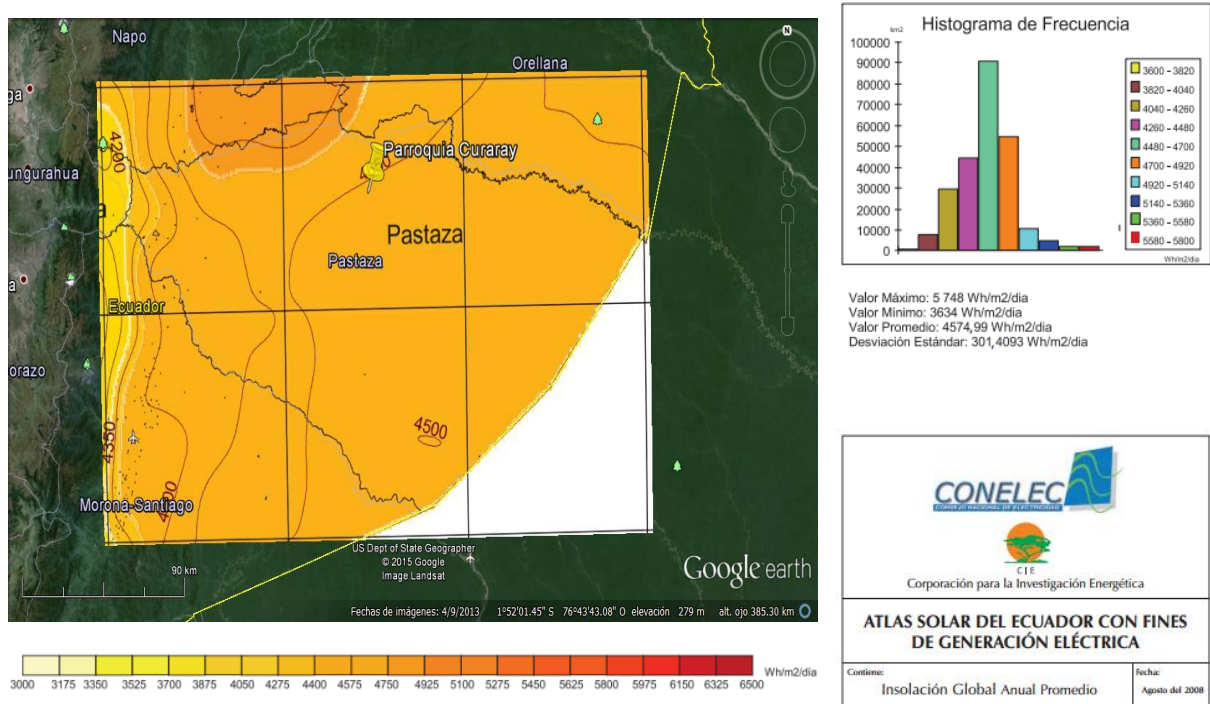 Napo
Orellana
ga
4200
Parroquia Curaray
ungurahua
a
Pastaza
Pastaza
a
Ecuador
orazo
4500
4350
Morona-Santiago
US Dept of State Geographer
© 2015 Google
Image Landsat
90 km
Google earth
Fechas de imágenes: 4/9/2013 1°52'01.45" S 76°43'43.08" O elevación 279 m alt. ojo 385.30 km
N
3000 3175 3350 3525 3700 3875 4050 4275 4400 4575 4750 4925 5100 5275 5450 5625 5800 5975 6150 6325 6500
Wh/m2/dia
Histograma de Frecuencia
km2
100000
90000
80000
70000
60000
50000
40000
30000
20000
10000
0
3600 - 3820
3820 - 4040
4040 - 4260
4260 - 4480
4480 - 4700
4700 - 4920
4920 - 5140
5140 - 5360
5360 - 5580
5580 - 5800
Wh/m2/dia
Valor Máximo: 5 748 Wh/m2/dia
Valor Mínimo: 3634 Wh/m2/dia
Valor Promedio: 4574,99 Wh/m2/dia
Desviación Estándar: 301,4093 Wh/m2/dia
CONELEC
CONSEJO NACIONAL DE ELECTRICIDAD
CIE
Corporación para la Investigación Energética
ATLAS SOLAR DEL ECUADOR CON FINES
DE GENERACIÓN ELÉCTRICA
Contiene:
Insolación Global Anual Promedio
Fecha:
Agosto del 2008